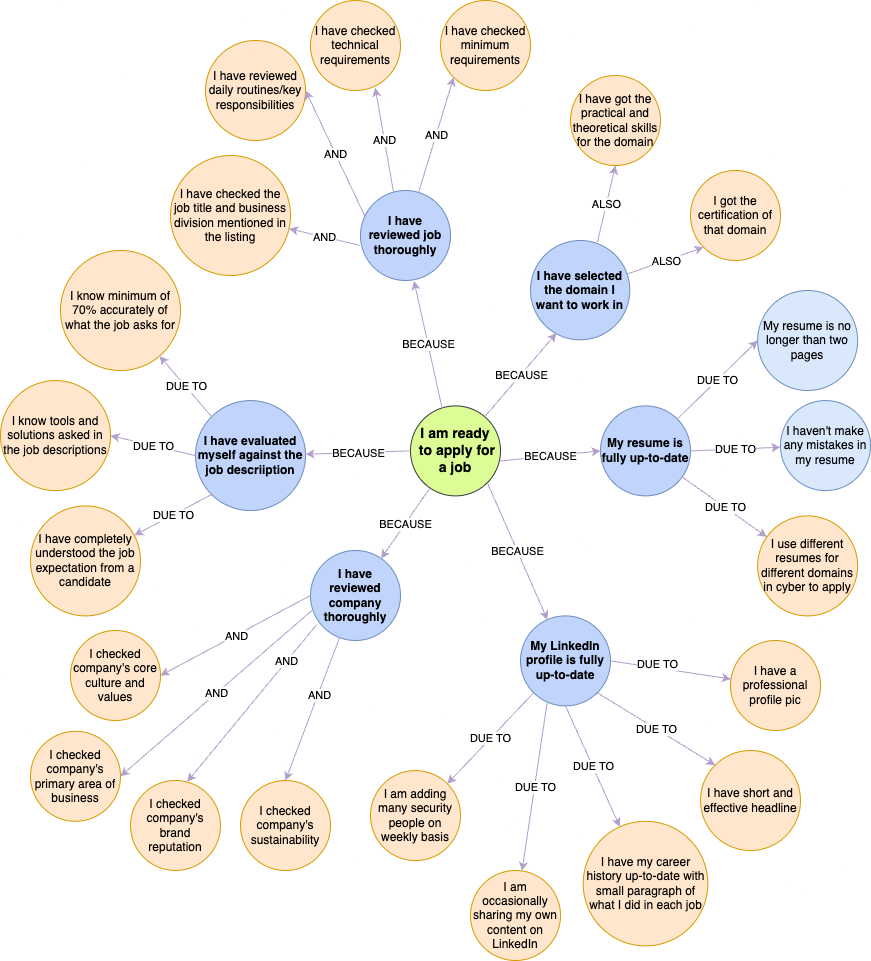 I have checked
technical
requirements
I have checked
minimum
requirements
I have reviewed
daily routines/key
responsibilities
AND
AND
AND
I have checked the
job title and business
division mentioned in
the listing
AND
I have
reviewed job
thoroughly
I have got the
practical and
theoretical skills
for the domain
ALSO
I got the
certification of
that domain
ALSO
I have selected
the domain I
want to work in
I know minimum of
70% accurately of
what the job asks for
BECAUSE
BECAUSE
My resume is no
longer than two
pages
DUE TO
DUE TO
I know tools and
solutions asked in
the job descriptions
DUE TO
I have evaluated
myself against the
job descriiption
BECAUSE
I am ready
to apply for
a job
BECAUSE
My resume is
fully up-to-date
DUE TO
I haven't make
any mistakes in
my resume
DUE TO
DUE TO
I have completely
understood the job
expectation from a
candidate
BECAUSE
BECAUSE
I use different
resumes for
different domains
in cyber to apply
I have
reviewed
company
thoroughly
AND
AND
AND
AND
I checked
company's core
culture and
values
My LinkedIn
profile is fully
up-to-date
DUE TO
I have a
professional
profile pic
I checked
company's
primary area of
business
I checked
company's
brand
reputation
I checked
company's
sustainability
DUE TO
DUE TO
DUE TO
DUE TO
I have short and
effective headline
I am adding
many security
people on
weekly basis
I am
occasionally
sharing my own
content on
LinkedIn
I have my career
history up-to-date with
small paragraph of
what I did in each job